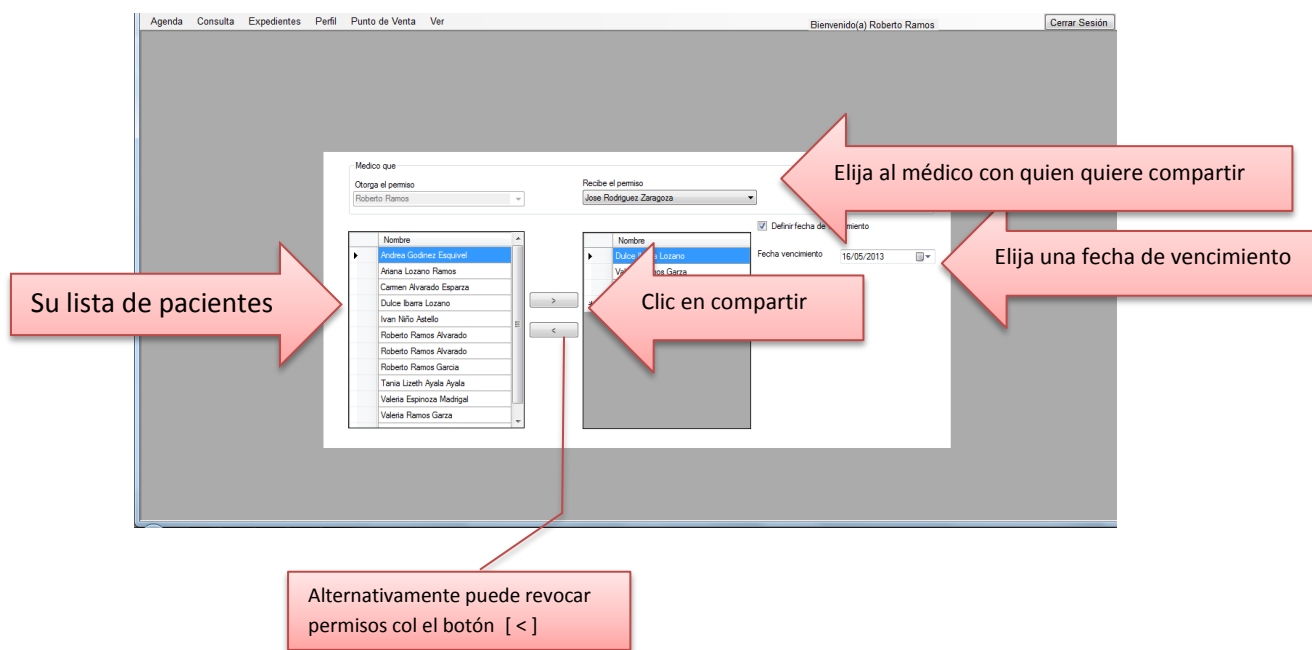 Agenda Consulta Expedientes Perfil Punto de Venta Ver Bienvenido(a) Roberto Ramos Cerrar Sesión
Medico que
Otorga el permiso
Roberto Ramos
Recibe el permiso
Jose Rodriguez Zaragoza
Elija al médico con quien quiere compartir
Definir fecha de
miento
Fecha vencimiento 16/05/2013
Elija una fecha de vencimiento
Su lista de pacientes
Nombre
Andrea Godinez Esquivel
Ariana Lozano Ramos
Carmen Alvarado Esparza
Dulce Ibarra Lozano
Ivan Niño Astello
Roberto Ramos Alvarado
Roberto Ramos Alvarado
Roberto Ramos Garcia
Tania Lizeth Ayala Ayala
Valeria Espinoza Madrigal
Valeria Ramos Garza
>
<
Nombre
Dulce Lozano
Garza
Clic en compartir
Alternativamente puede revocar
permisos col el botón [ < ]